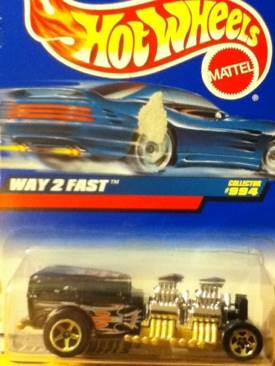 HOT WHEELS
MATTEL
WAY 2 FAST™
COLLECTOR
#994